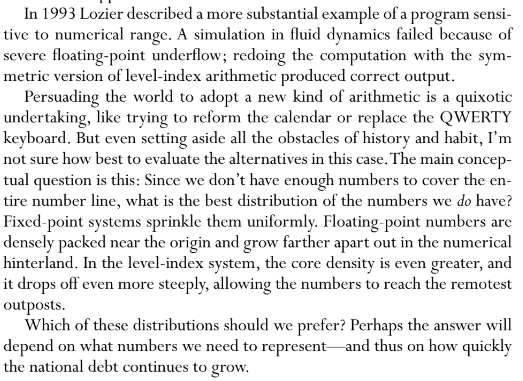 In 1993 Lozier described a more substantial example of a program sensi-
tive to numerical range. A simulation in fluid dynamics failed because of
severe floating-point underflow; redoing the computation with the sym-
metric version of level-index arithmetic produced correct output.
Persuading the world to adopt a new kind of arithmetic is a quixotic
undertaking, like trying to reform the calendar or replace the QWERTY
keyboard. But even setting aside all the obstacles of history and habit, I'm
not sure how best to evaluate the alternatives in this case. The main concep-
tual question is this: Since we don't have enough numbers to cover the en-
tire number line, what is the best distribution of the numbers we do have?
Fixed-point systems sprinkle them uniformly. Floating-point numbers are
densely packed near the origin and grow farther apart out in the numerical
hinterland. In the level-index system, the core density is even greater, and
it drops off even more steeply, allowing the numbers to reach the remotest
outposts.
Which of these distributions should we prefer? Perhaps the answer will
depend on what numbers we need to represent—and thus on how quickly
the national debt continues to grow.